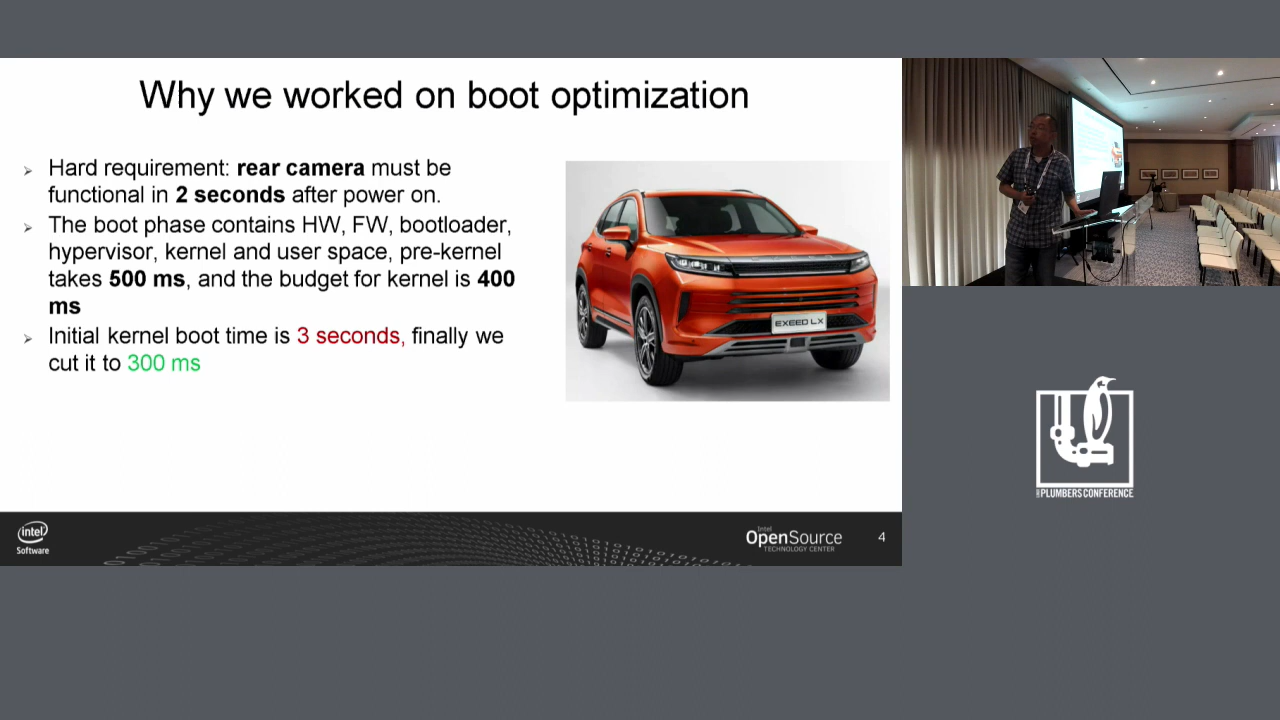 Why we worked on boot optimization
Hard requirement: rear camera must be
functional in 2 seconds after power on.
The boot phase contains HW, FW, bootloader,
hypervisor, kernel and user space, pre-kernel
takes 500 ms, and the budget for kernel is 400
ms
Initial kernel boot time is 3 seconds, finally we
cut it to 300 ms
EXEED LX
intel
Software
Intel
OpenSource
TECHNOLOGY CENTER
4
PLUMBERS CONFERENCE